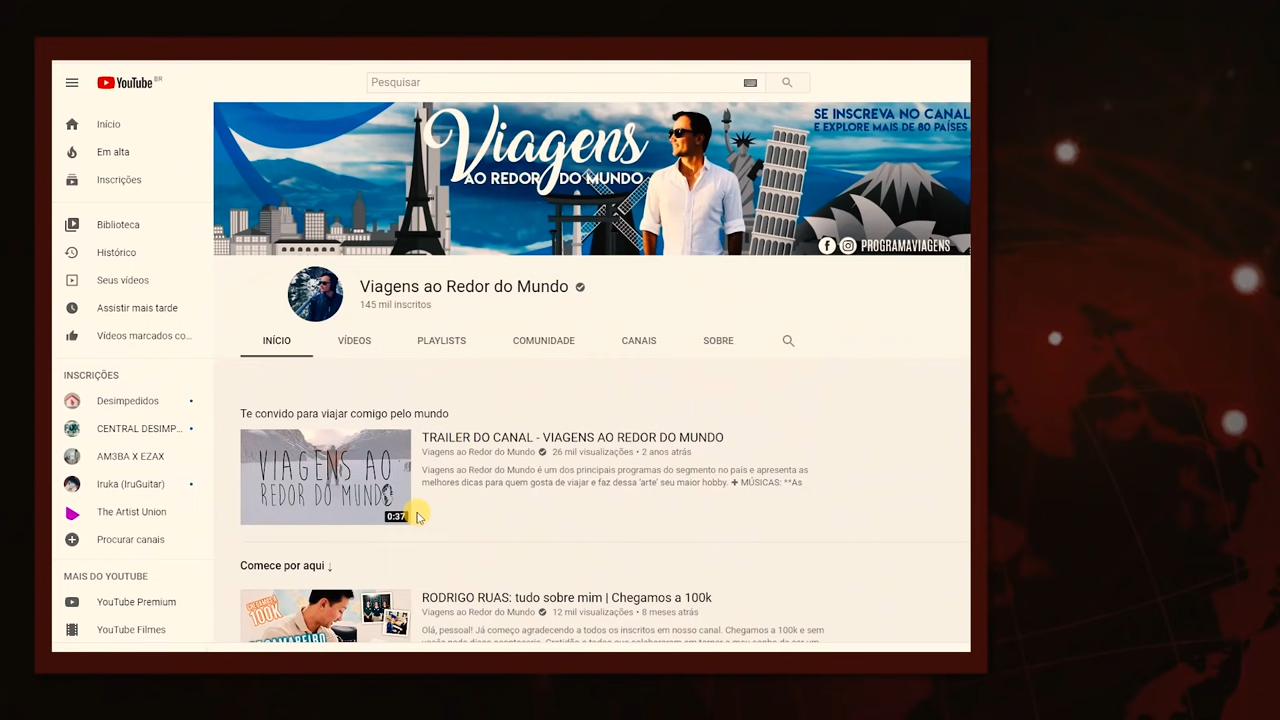 YouTube BR
Pesquisar
Início
Em alta
Inscrições
Biblioteca
Histórico
Seus vídeos
Assistir mais tarde
Vídeos marcados co...
INSCRIÇÕES
Desimpedidos
CENTRAL DESIMP...
AM3BA X EZAX
Iruka (IruGuitar)
The Artist Union
Procurar canais
MAIS DO YOUTUBE
YouTube Premium
YouTube Filmes
Viagens
AO REDOR DO MUNDO
SE INSCREVA NO CANAL
E EXPLORE MAIS DE 80 PAÍSES
PROGRAMAVIAGENS
Viagens ao Redor do Mundo
145 mil inscritos
INÍCIO VÍDEOS PLAYLISTS COMUNIDADE CANAIS SOBRE
Te convido para viajar comigo pelo mundo
VIAGENS AO
REDOR DO MUNDO
0:37
TRAILER DO CANAL - VIAGENS AO REDOR DO MUNDO
Viagens ao Redor do Mundo 26 mil visualizações • 2 anos atrás
Viagens ao Redor do Mundo é um dos principais programas do segmento no país e apresenta as
melhores dicas para quem gosta de viajar e faz dessa 'arte' seu maior hobby. ✚ MÚSICAS: **As
Comece por aqui ↓
CHEGAMOS A
100K
RODRIGO RUAS: tudo sobre mim | Chegamos a 100k
Viagens ao Redor do Mundo 12 mil visualizações • 8 meses atrás
Olá, pessoal! Já começo agradecendo a todos os inscritos em nosso canal. Chegamos a 100k e sem